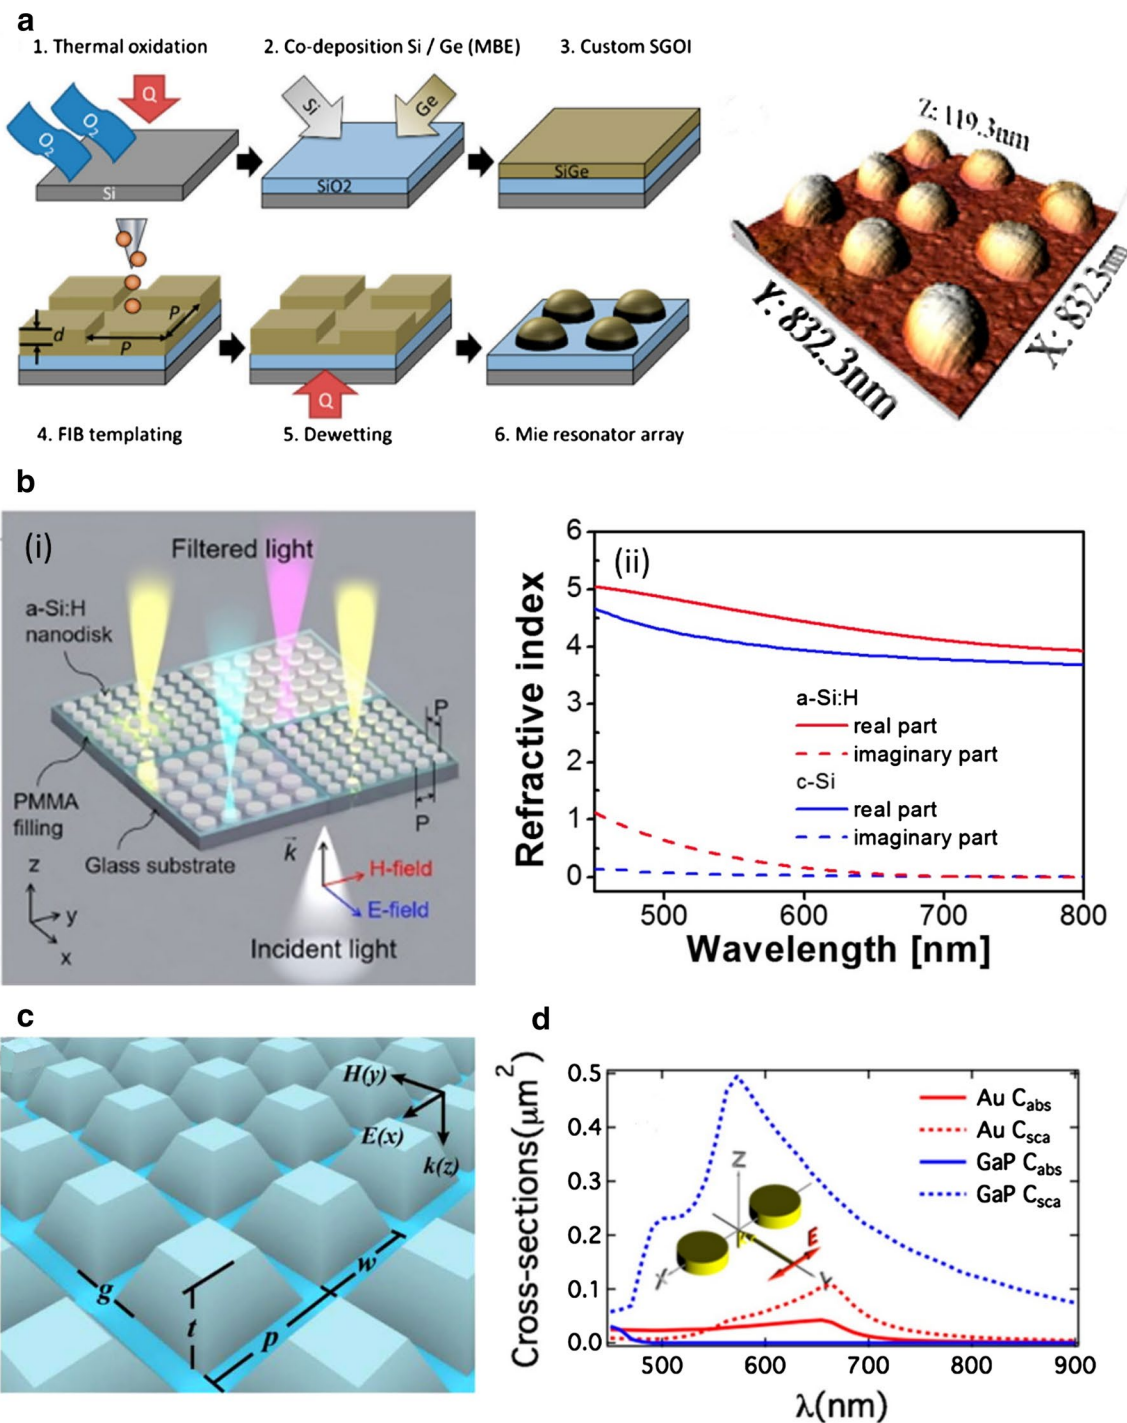 a
1. Thermal oxidation
2. Co-deposition Si / Ge (MBE)
3. Custom SGOI
Q
O2
O2
Si
Si
Ge
SiO2
SiGe
Z: 119.3nm
Y: 832.3nm
X: 832.3nm
d
P
P
Q
4. FIB templating
5. Dewetting
6. Mie resonator array
b
(i)
Filtered light
a-Si:H
nanodisk
P
P
PMMA
filling
Glass substrate
k
H-field
E-field
Incident light
z
y
x
(ii)
Refractive index
6
5
4
3
2
1
0
a-Si:H
real part
imaginary part
c-Si
real part
imaginary part
500
600
700
800
Wavelength [nm]
c
H(y)
E(x)
k(z)
g
t
p
w
d
Cross-sections(μm²)
0.5
0.4
0.3
0.2
0.1
0.0
Au Cabs
Au Csca
GaP Cabs
GaP Csca
Z
X
k
E
Y
500
600
700
800
900
λ(nm)